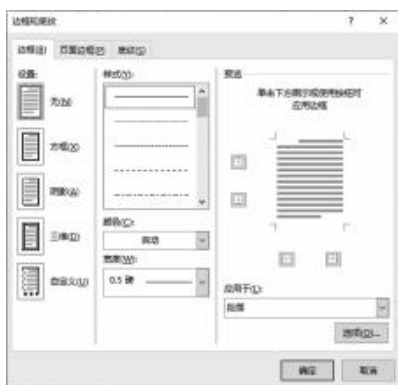 边框和底纹 ? ×
边框(B) 页面边框(P) 底纹(S)
设置:
无(N)
方框(X)
阴影(A)
三维(D)
自定义(U)
样式(Y):
颜色(C):
自动
宽度(W):
0.5 磅
预览
单击下方图示或使用按钮可
应用边框
应用于(L):
段落
选项(O)...
确定 取消